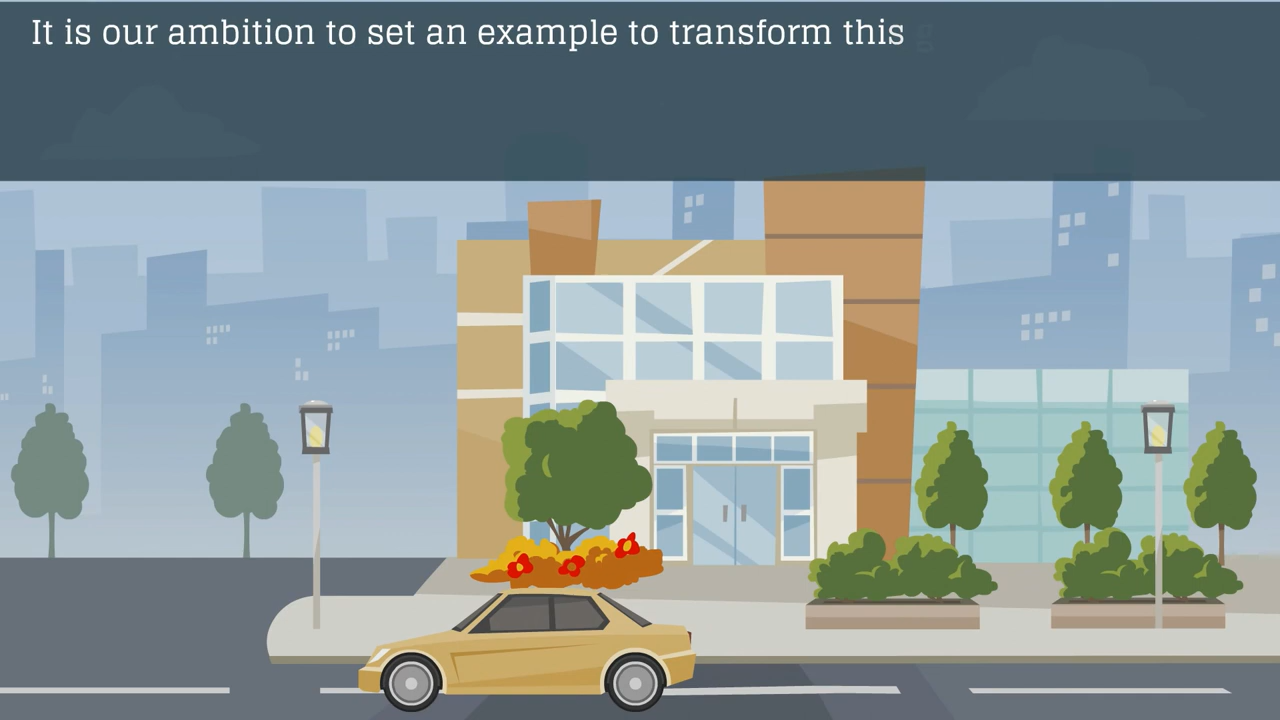 It is our ambition to set an example to transform this